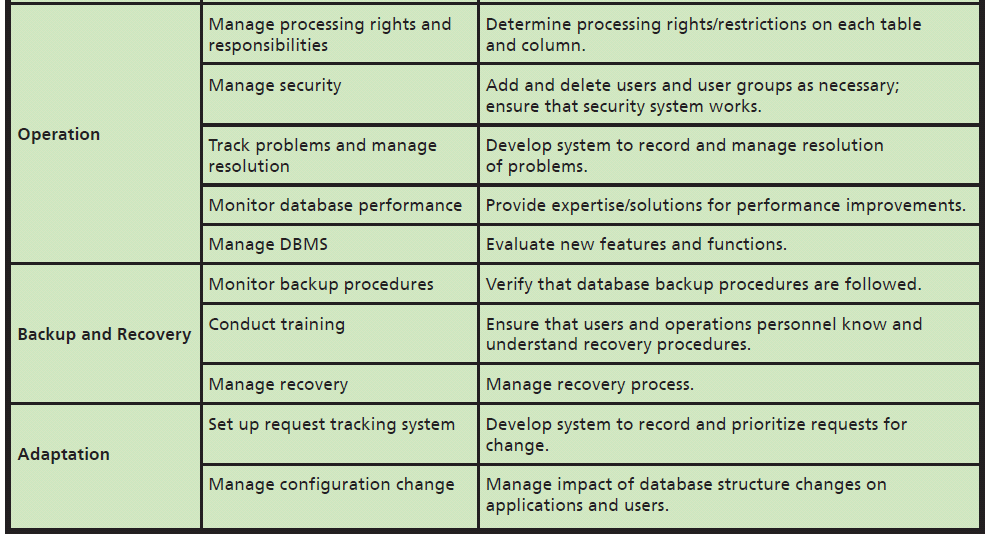 Operation
Manage processing rights and
responsibilities
Determine processing rights/restrictions on each table
and column.
Manage security
Add and delete users and user groups as necessary;
ensure that security system works.
Track problems and manage
resolution
Develop system to record and manage resolution
of problems.
Monitor database performance
Provide expertise/solutions for performance improvements.
Manage DBMS
Evaluate new features and functions.
Backup and Recovery
Monitor backup procedures
Verify that database backup procedures are followed.
Conduct training
Ensure that users and operations personnel know and
understand recovery procedures.
Manage recovery
Manage recovery process.
Adaptation
Set up request tracking system
Develop system to record and prioritize requests for
change.
Manage configuration change
Manage impact of database structure changes on
applications and users.